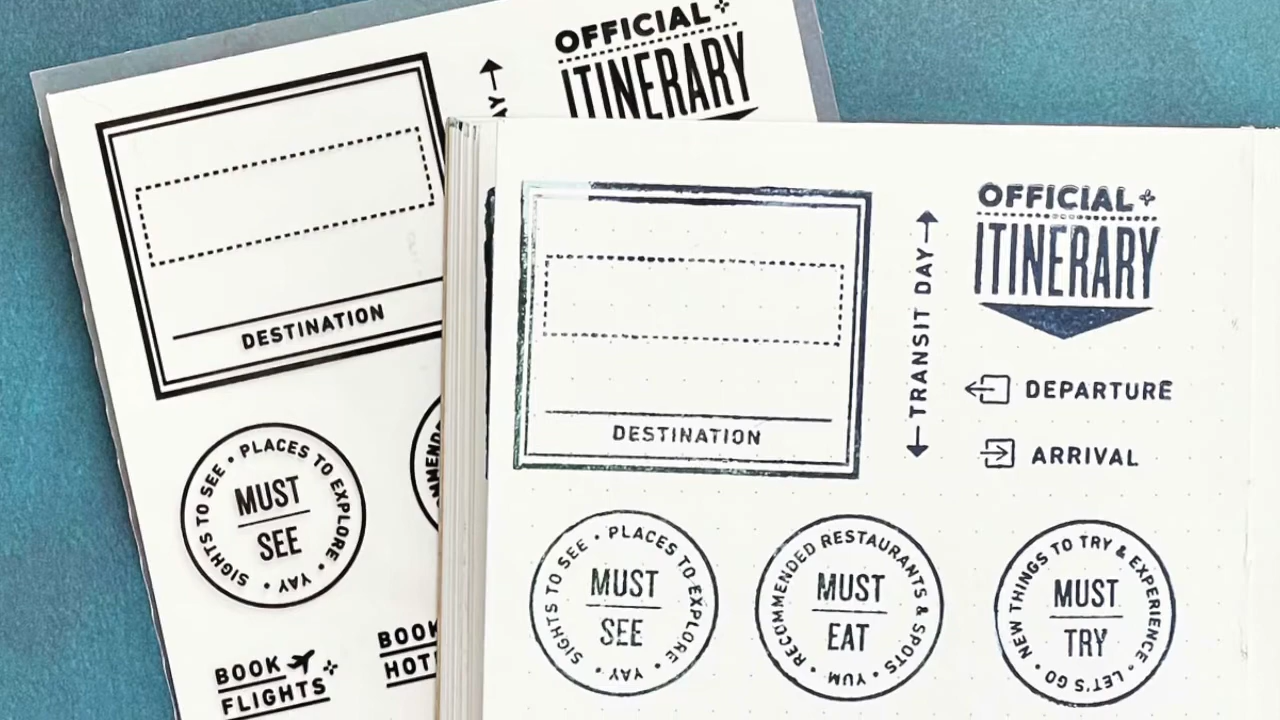 OFFICIAL
ITINERARY
DESTINATION
SIGHTS TO SEE • PLACES TO EXPLORE • YAY •
MUST
SEE
BOOK
FLIGHTS
BOOK
OFFICIAL
ITINERARY
TRANSIT DAY
DEPARTURE
ARRIVAL
DESTINATION
SIGHTS TO SEE • PLACES TO EXPLORE • YAY •
MUST
SEE
RECOMMENDED RESTAURANTS & SPOTS • YUM •
MUST
EAT
NEW THINGS TO TRY & EXPERIENCE • LET'S GO •
MUST
TRY